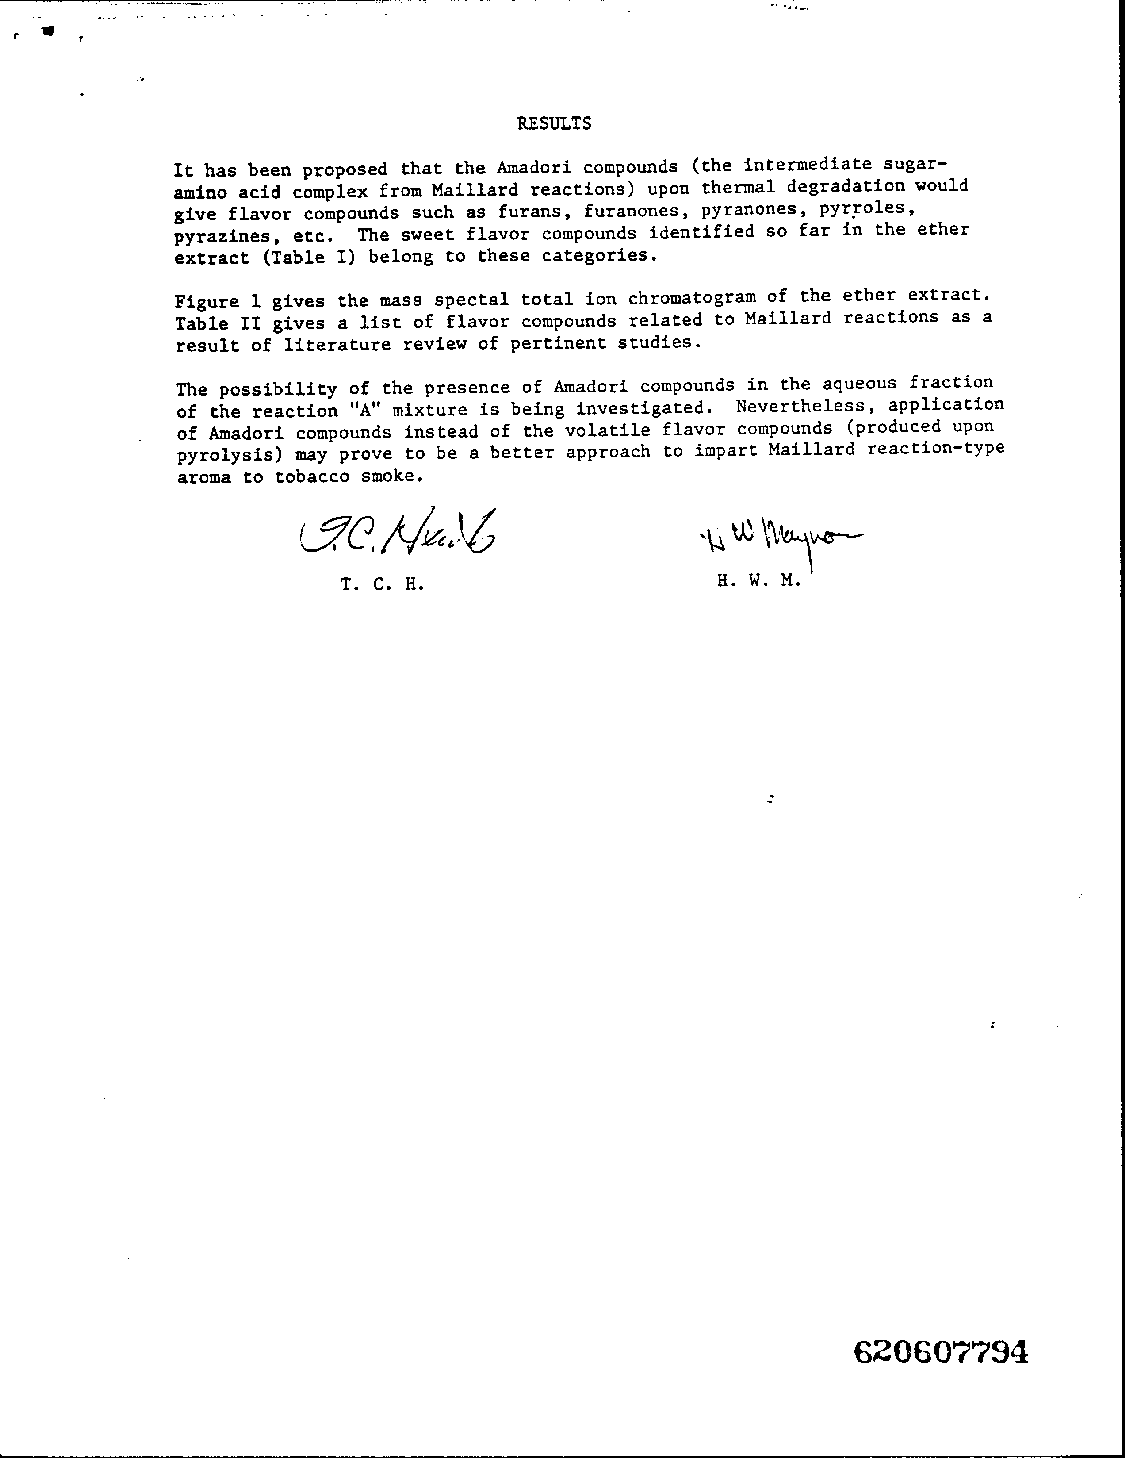 RESULTS
It has been proposed that the Amadori compounds (the intermediate sugar-
amino acid complex from Maillard reactions) upon thermal degradation would
give flavor compounds such as furans, furanones, pyranones, pyrroles,
pyrazines, etc. The sweet flavor compounds identified so far in the ether
extract (Table I) belong to these categories.
Figure 1 gives the mass spectal total ion chromatogram of the ether extract.
Table II gives a list of flavor compounds related to Maillard reactions as a
result of literature review of pertinent studies.
The possibility of the presence of Amadori compounds in the aqueous fraction
of the reaction "A" mixture is being investigated. Nevertheless, application
of Amadori compounds instead of the volatile flavor compounds (produced upon
pyrolysis) may prove to be a better approach to impart Maillard reaction-type
aroma to tobacco smoke.
T. C. H. H. W. M.
620607794